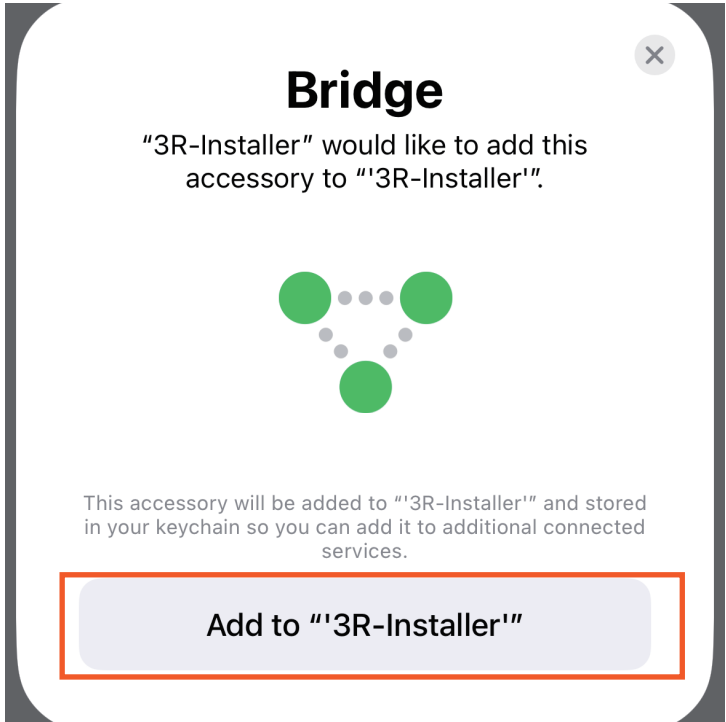 Bridge
“3R-Installer” would like to add this
accessory to “'3R-Installer'”.
This accessory will be added to “'3R-Installer'” and stored
in your keychain so you can add it to additional connected
services.
Add to “'3R-Installer'”